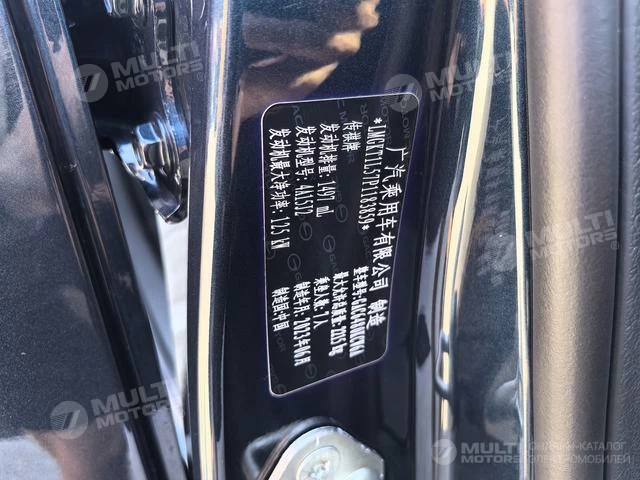 广汽乘用车有限公司 制造
*LMGKT1L57P1183859*
传祺牌 整车型号:
发动机排量: 1497 mL 最大允许总质量: 2215 kg
发动机型号: 4A15J2 乘坐人数: 7人
发动机最大净功率: 125 kW 制造年月: 2023年06月
制造国:中国
MULTI
MOTORS
MULTI
MOTORS
MULTI
MOTORS
MULTI
MOTORS
MULTI
MOTORS
ОНЛАЙН-КАТАЛОГ
ЭЛЕКТРОМОБИЛЕЙ